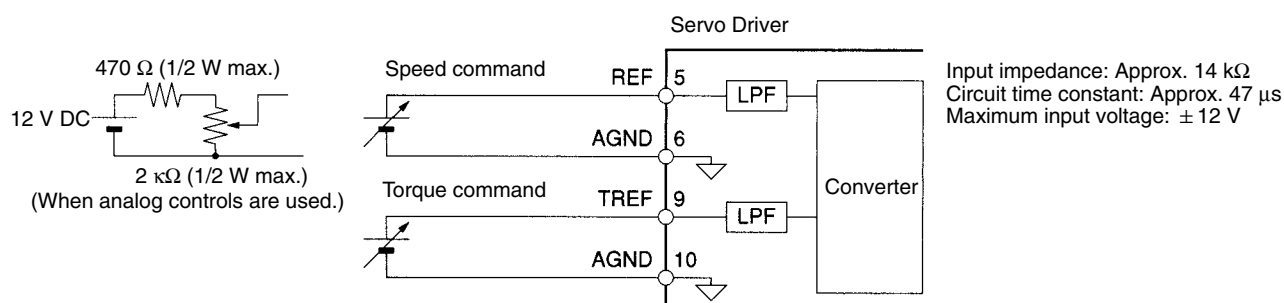 Servo Driver
470 Ω (1/2 W max.)
12 V DC
2 κΩ (1/2 W max.)
(When analog controls are used.)
Speed command
REF 5
LPF
AGND 6
Torque command
TREF 9
LPF
AGND 10
Converter
Input impedance: Approx. 14 kΩ
Circuit time constant: Approx. 47 μs
Maximum input voltage: ± 12 V